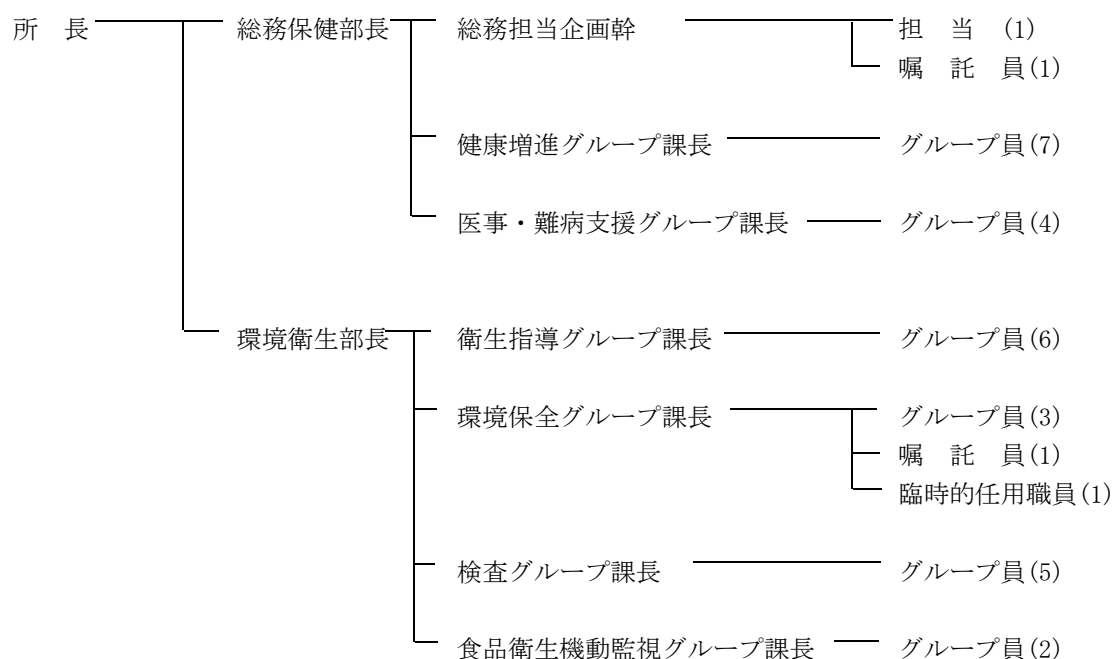 所　長　総務保健部長　総務担当企画幹　担　当　(1)
嘱　託　員(1)
健康増進グループ課長　グループ員(7)
医事・難病支援グループ課長　グループ員(4)
環境衛生部長　衛生指導グループ課長　グループ員(6)
環境保全グループ課長　グループ員(3)
嘱　託　員(1)
臨時的任用職員(1)
検査グループ課長　グループ員(5)
食品衛生機動監視グループ課長　グループ員(2)